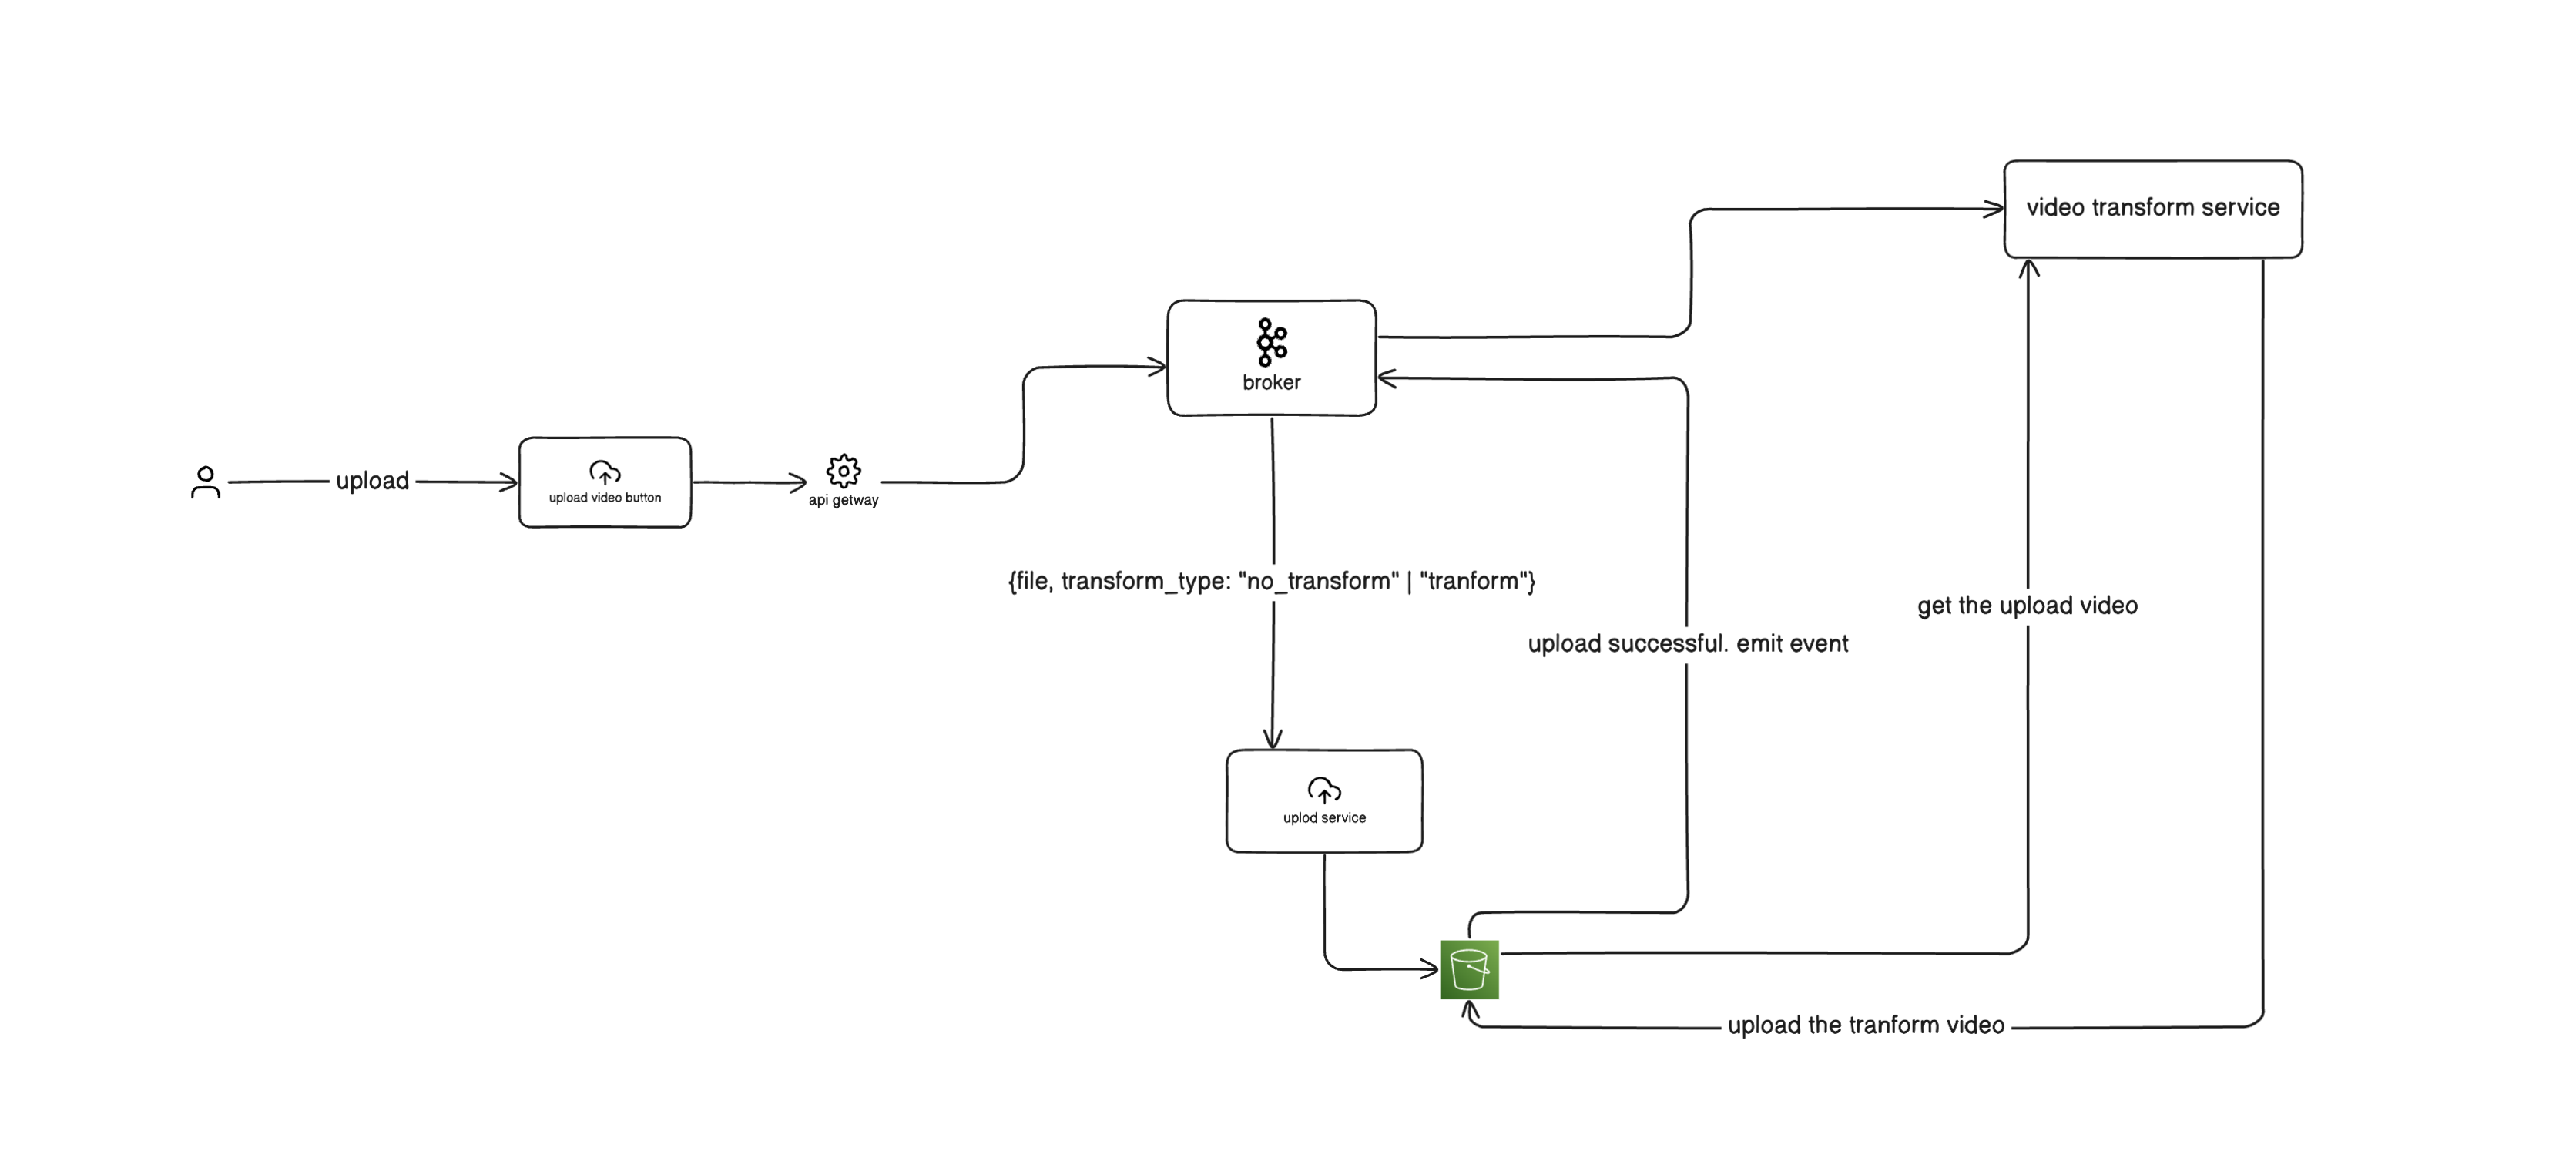 video transform service
broker
upload
upload video button
api getway
{file, transform_type: "no_transform" | "tranform"}
get the upload video
upload successful. emit event
uplod service
upload the tranform video